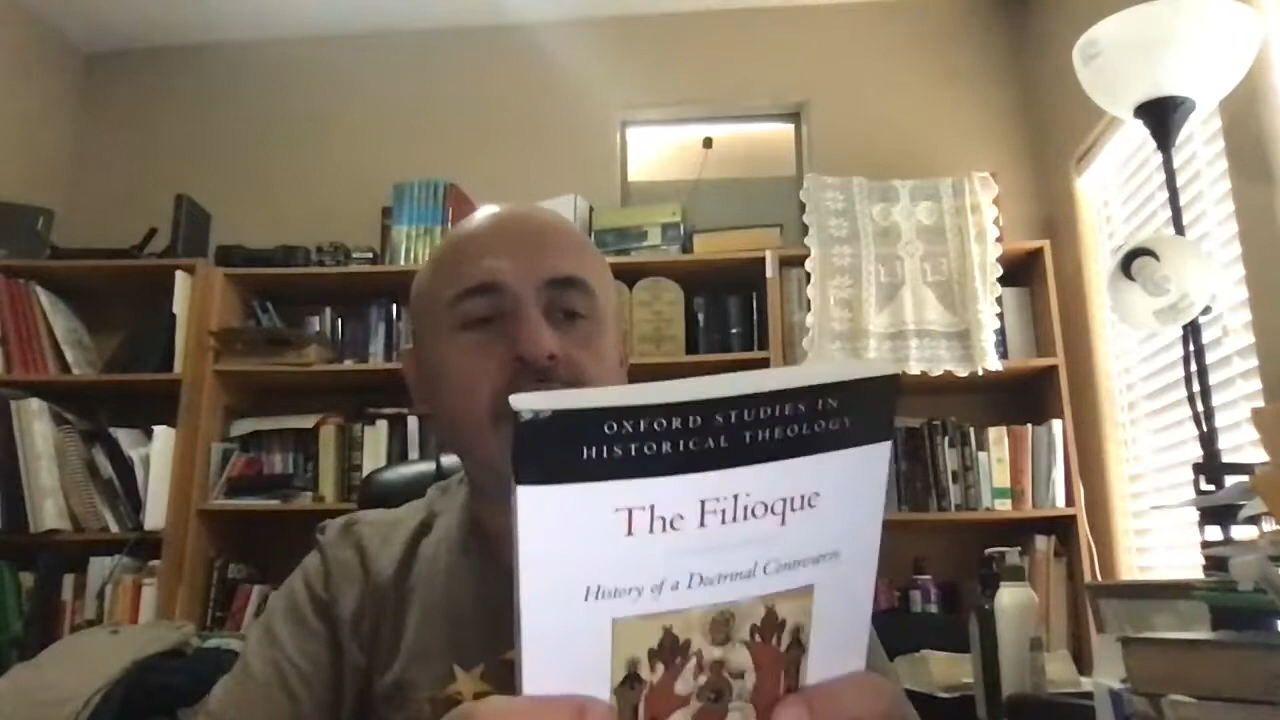 OXFORD STUDIES IN
HISTORICAL THEOLOGY
The Filioque
History of a Doctrinal Controversy